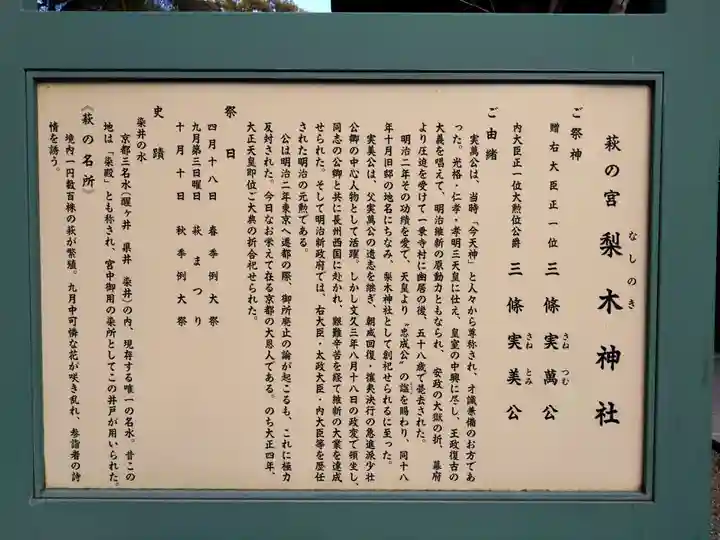 萩の宮 梨木神社
なしのき
ご祭神
贈右大臣正一位 三條実萬公
さね つむ
内大臣正一位大勲位公爵 三條実美公
さね とみ
ご由緒
実萬公は、当時「今天神」と人々から尊称され、才識兼備のお方であ
った。光格・仁孝・孝明三天皇に仕え、皇室の中興に尽し、王政復古の
大義を唱えて、明治維新の原動力ともなられ、安政の大獄の折、幕府
より圧迫を受けて一乗寺村に幽居の後、五十八歳で薨去された。
明治二年その功績を愛で、天皇より〝忠成公〟の諡を賜わり、同十八
年十月旧邸の地名にちなみ、梨木神社として創祀せられるに至った。
実美公は、父実萬公の遺志を継ぎ、朝威回復・攘夷決行の急進派少壮
公卿の中心人物として活躍。しかし文久三年八月十八日の政変で頓坐し、
同志の公卿と共に長州西国に赴かれ、艱難辛苦を経て維新の大業を達成
せられた。そして明治新政府では、右大臣・太政大臣・内大臣等を歴任
された明治の元勲である。
公は明治二年東京へ遷都の際、御所廃止の論が起こるも、これに極力
反対された。今日なお栄えて在る京都の大恩人である。のち大正四年、
大正天皇即位ご大典の折合祀せられた。
祭日
四月十八日 春季例大祭
九月第三日曜日 萩まつり
十月十日 秋季例大祭
史蹟
染井の水
京都三名水(醒ヶ井 県井 染井)の内、現存する唯一の名水。昔この
地は「染殿」とも称され、宮中御用の染所としてこの井戸が用いられた。
《萩の名所》
境内一円数百株の萩が繁殖。九月中可憐な花が咲き乱れ、参詣者の詩
情を誘う。